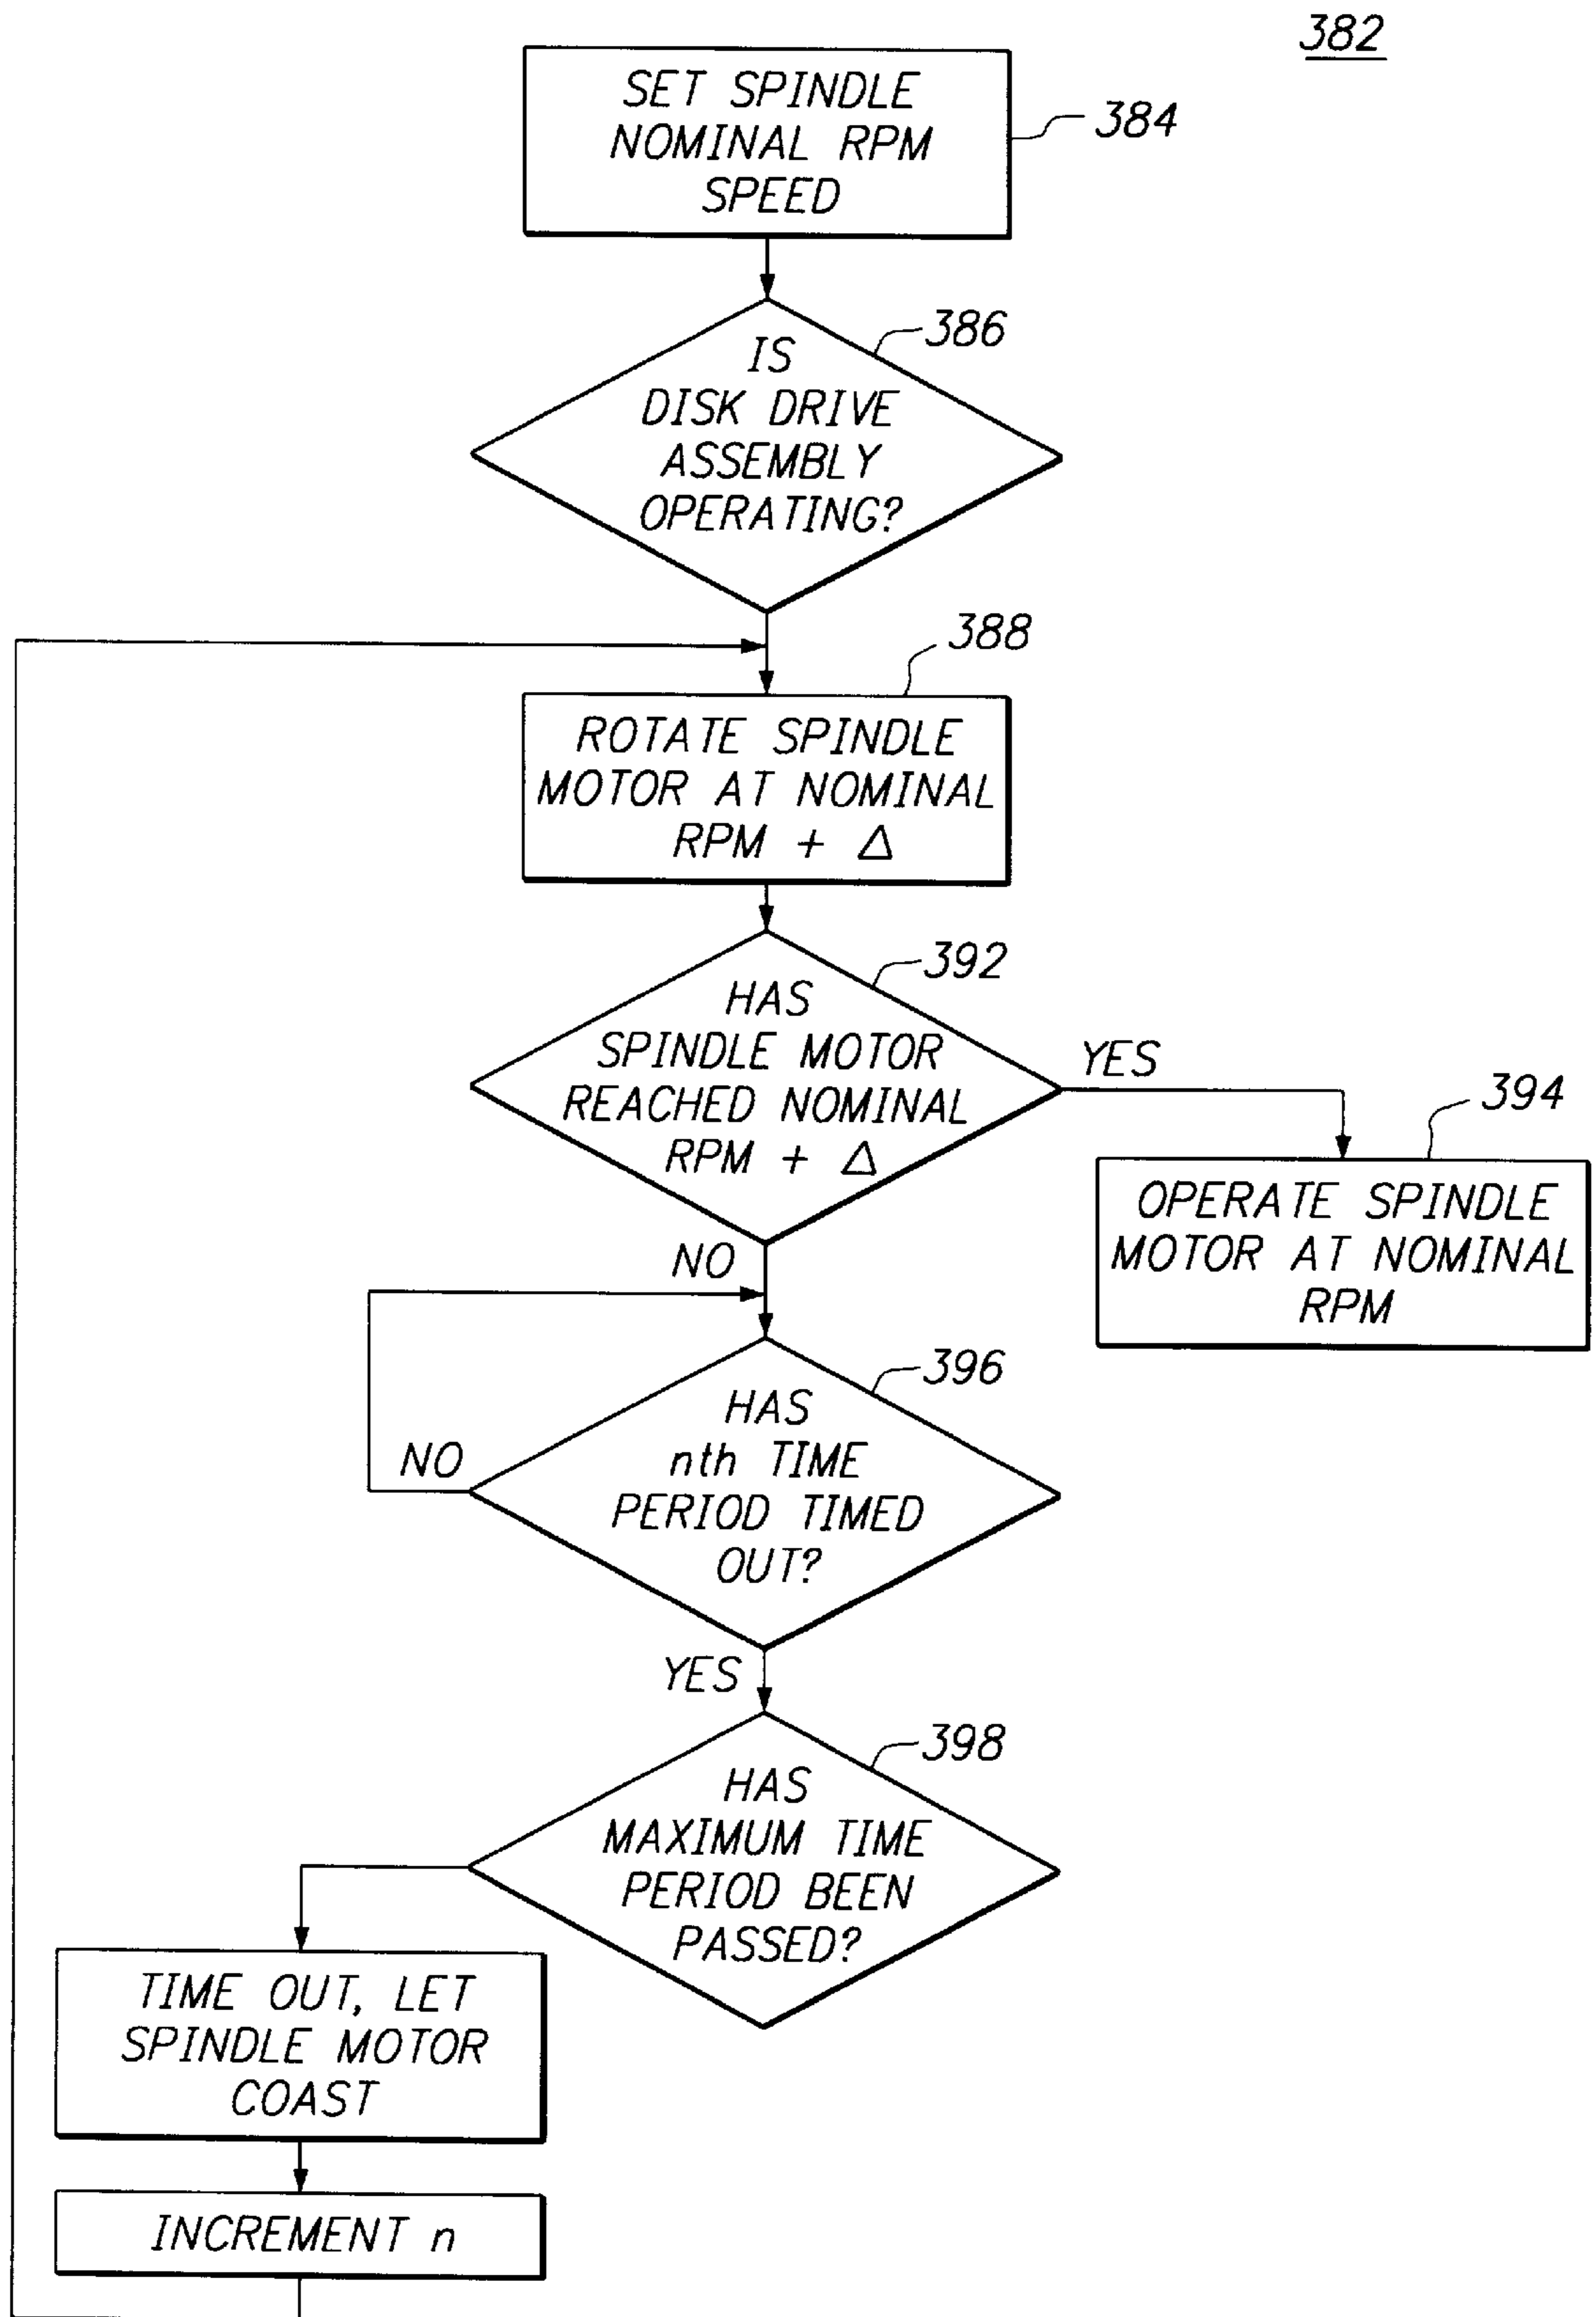 382
SET SPINDLE
NOMINAL RPM
SPEED
384
386
IS
DISK DRIVE
ASSEMBLY
OPERATING?
388
ROTATE SPINDLE
MOTOR AT NOMINAL
RPM + Δ
392
HAS
SPINDLE MOTOR
REACHED NOMINAL
RPM + Δ
YES
394
OPERATE SPINDLE
MOTOR AT NOMINAL
RPM
NO
396
HAS
nth TIME
PERIOD TIMED
OUT?
NO
YES
398
HAS
MAXIMUM TIME
PERIOD BEEN
PASSED?
TIME OUT, LET
SPINDLE MOTOR
COAST
INCREMENT n